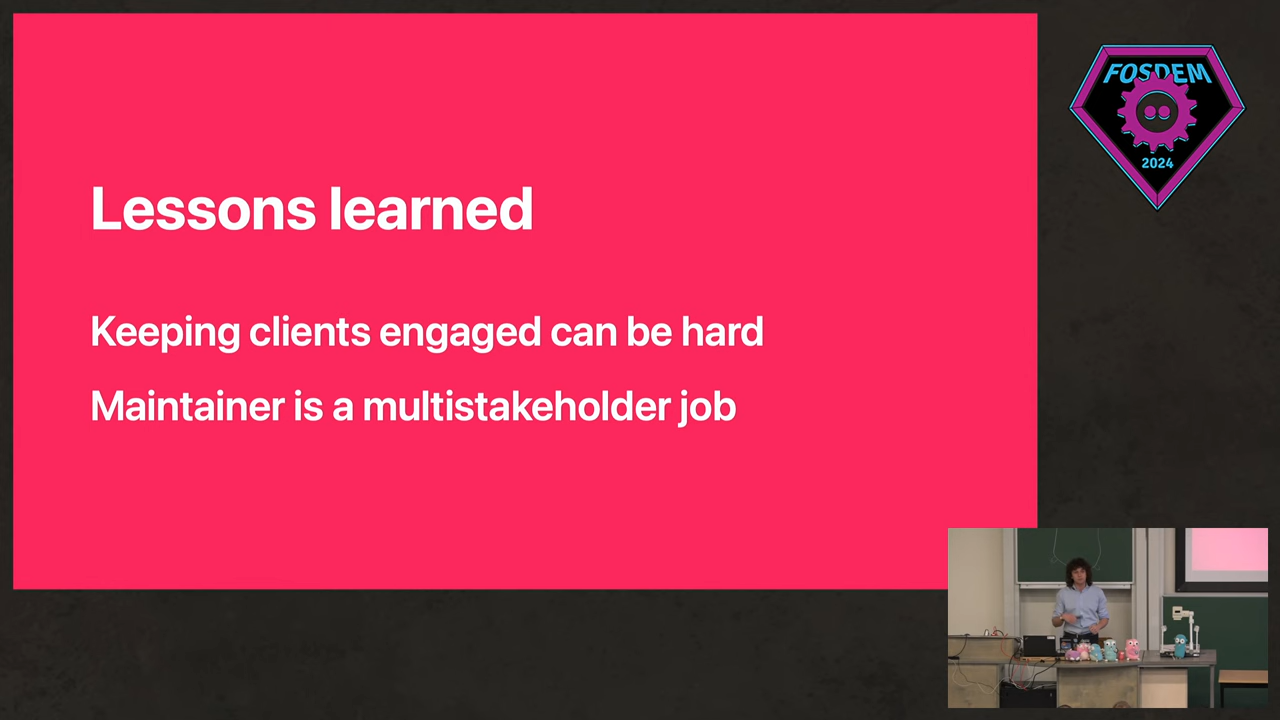 FOSDEM
2024
Lessons learned
Keeping clients engaged can be hard
Maintainer is a multistakeholder job